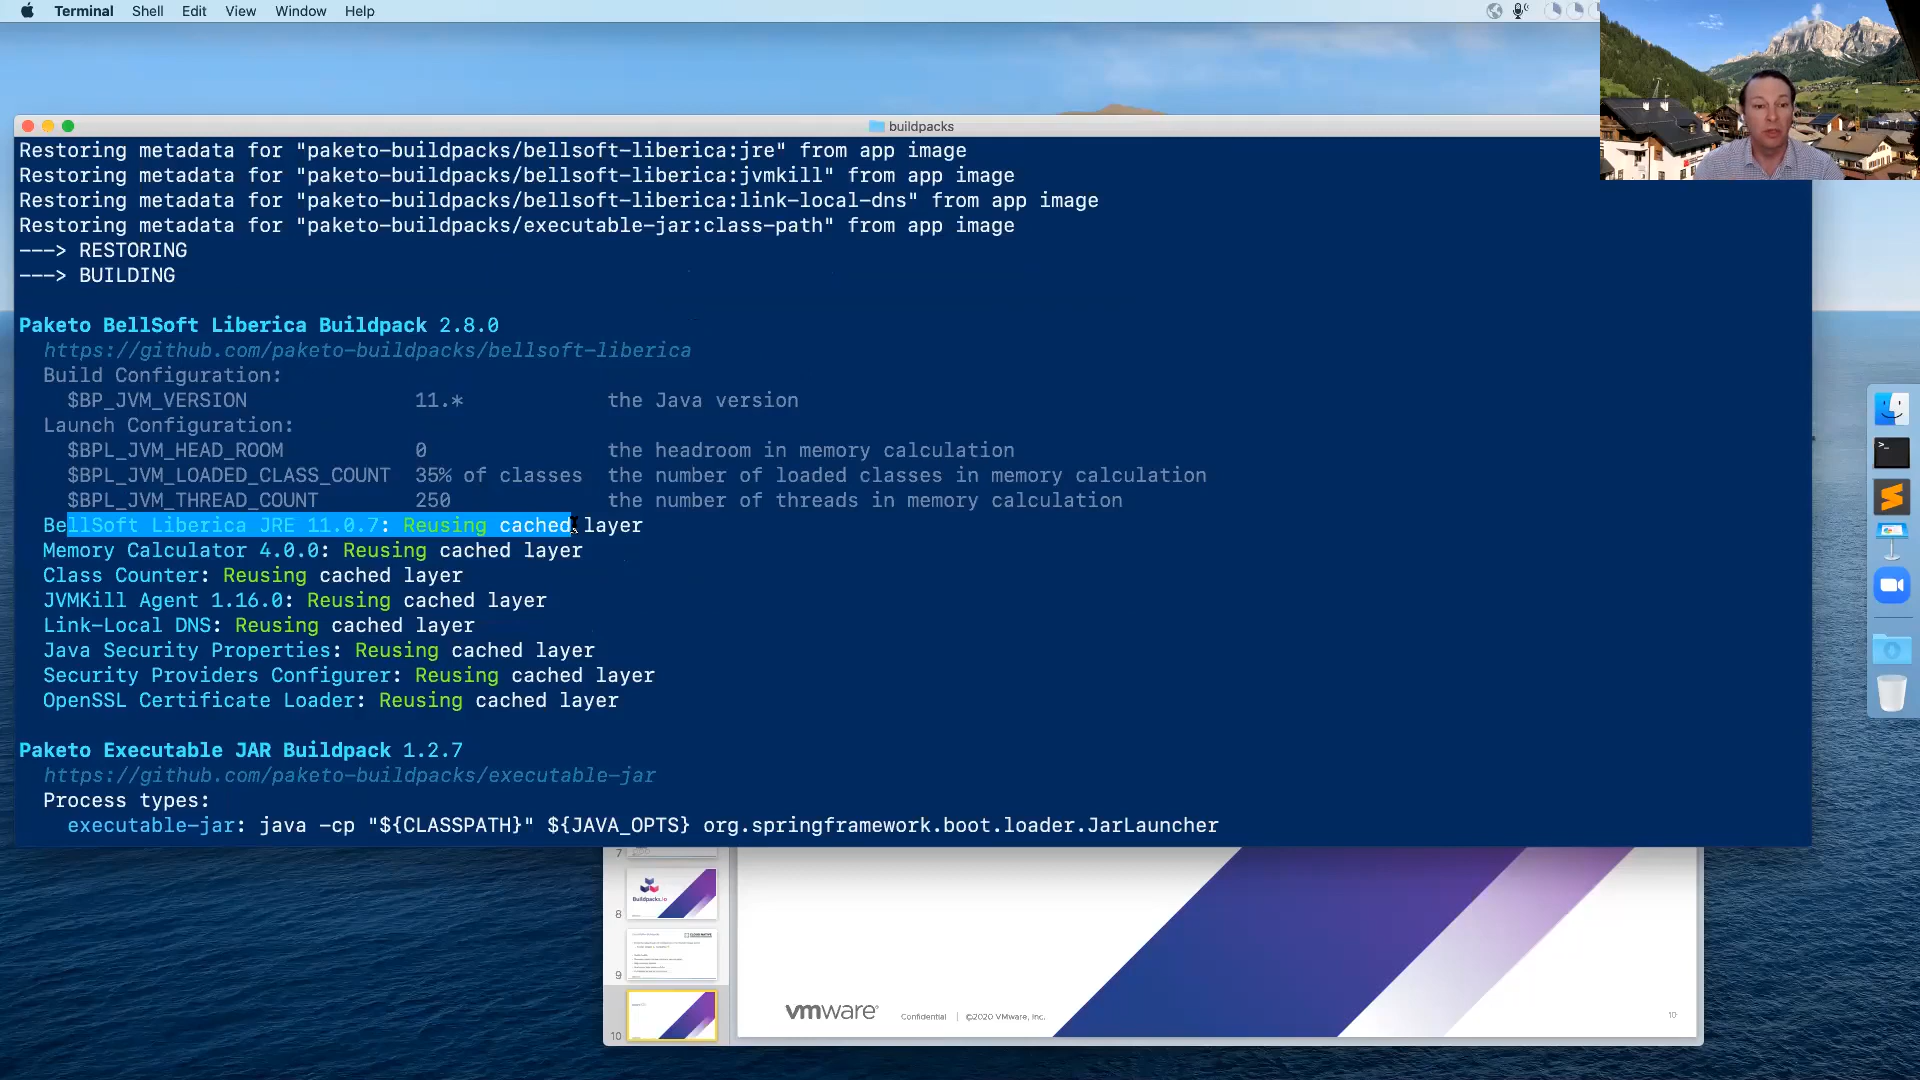 Terminal Shell Edit View Window Help
buildpacks
Restoring metadata for "paketo-buildpacks/bellsoft-liberica:jre" from app image
Restoring metadata for "paketo-buildpacks/bellsoft-liberica:jvmkill" from app image
Restoring metadata for "paketo-buildpacks/bellsoft-liberica:link-local-dns" from app image
Restoring metadata for "paketo-buildpacks/executable-jar:class-path" from app image
---> RESTORING
---> BUILDING
Paketo BellSoft Liberica Buildpack 2.8.0
https://github.com/paketo-buildpacks/bellsoft-liberica
Build Configuration:
$BP_JVM_VERSION 11.* the Java version
Launch Configuration:
$BPL_JVM_HEAD_ROOM 0 the headroom in memory calculation
$BPL_JVM_LOADED_CLASS_COUNT 35% of classes the number of loaded classes in memory calculation
$BPL_JVM_THREAD_COUNT 250 the number of threads in memory calculation
BellSoft Liberica JRE 11.0.7: Reusing cached layer
Memory Calculator 4.0.0: Reusing cached layer
Class Counter: Reusing cached layer
JVMKill Agent 1.16.0: Reusing cached layer
Link-Local DNS: Reusing cached layer
Java Security Properties: Reusing cached layer
Security Providers Configurer: Reusing cached layer
OpenSSL Certificate Loader: Reusing cached layer
Paketo Executable JAR Buildpack 1.2.7
https://github.com/paketo-buildpacks/executable-jar
Process types:
executable-jar: java -cp "${CLASSPATH}" ${JAVA_OPTS} org.springframework.boot.loader.JarLauncher
7
Buildpacks.io
8
9
10
vmware® Confidential | ©2020 VMware, Inc. 10